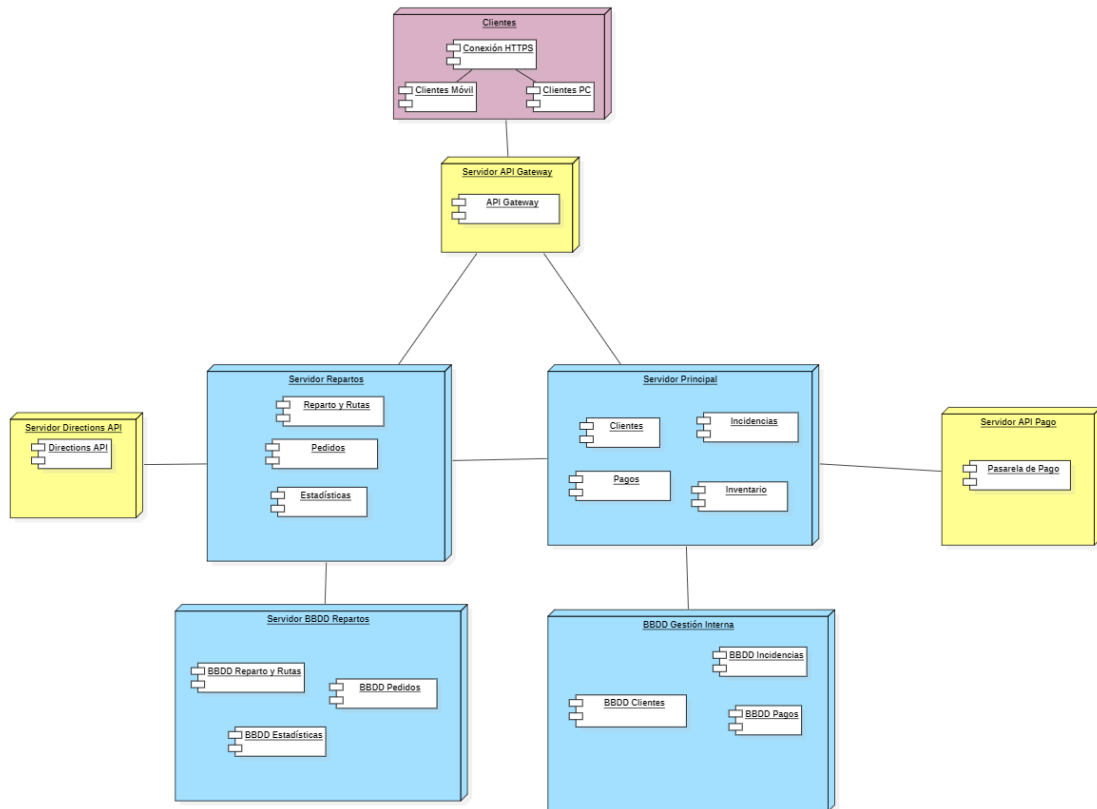 Clientes
Conexión HTTPS
Clientes Móvil
Clientes PC
Servidor API Gateway
API Gateway
Servidor Repartos
Reparto y Rutas
Pedidos
Estadísticas
Servidor Principal
Clientes
Incidencias
Pagos
Inventario
Servidor Directions API
Directions API
Servidor API Pago
Pasarela de Pago
Servidor BBDD Repartos
BBDD Reparto y Rutas
BBDD Pedidos
BBDD Estadísticas
BBDD Gestión Interna
BBDD Incidencias
BBDD Clientes
BBDD Pagos